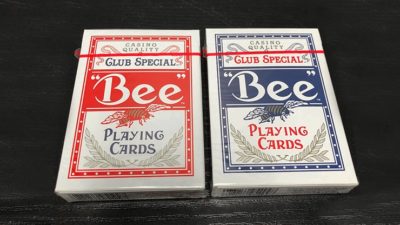 CASINO
QUALITY
CLUB SPECIAL
"Bee"
PLAYING
CARDS
CASINO
QUALITY
CLUB SPECIAL
"Bee"
PLAYING
CARDS